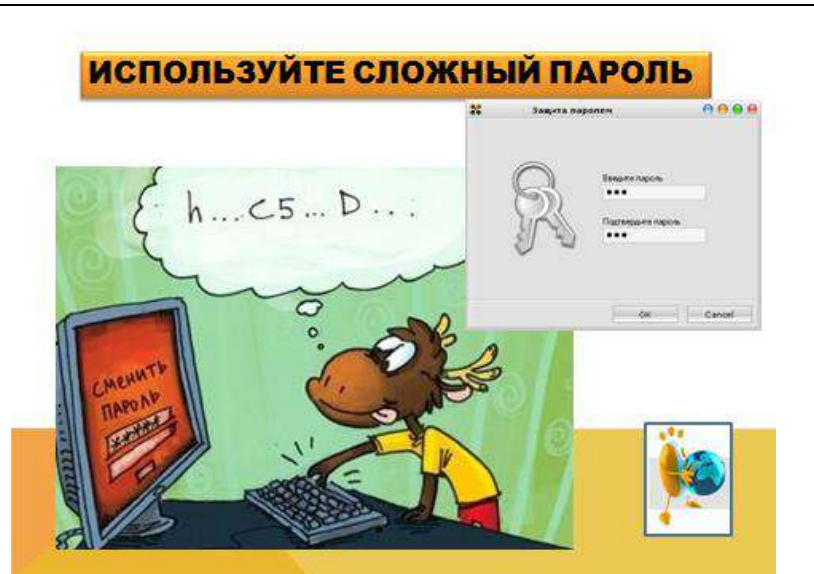 ИСПОЛЬЗУЙТЕ СЛОЖНЫЙ ПАРОЛЬ
Защита паролем
Введите пароль
•••
Подтвердите пароль
•••
OK
Cancel
h...C5...D...
СМЕНИТЬ
ПАРОЛЬ